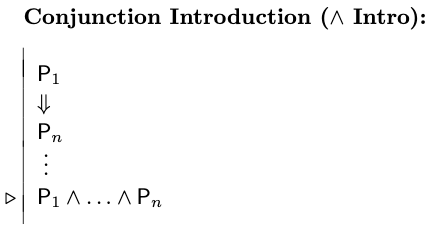 Conjunction Introduction (∧ Intro):
P₁
⇓
Pₙ
⋮
▷ P₁ ∧ … ∧ Pₙ